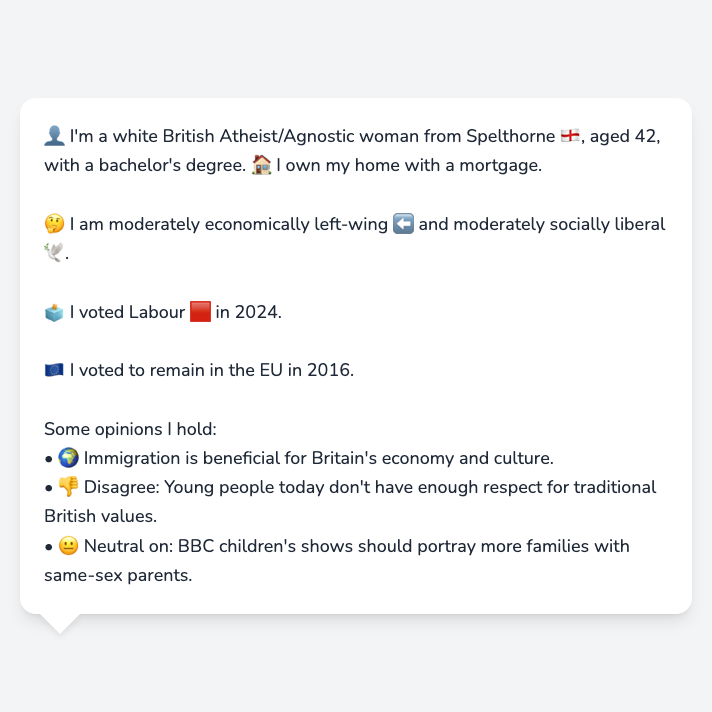 👤 I'm a white British Atheist/Agnostic woman from Spelthorne 🏴󠁧󠁢󠁥󠁮󠁧󠁿, aged 42,
with a bachelor's degree. 🏠 I own my home with a mortgage.
🤔 I am moderately economically left-wing ⬅️ and moderately socially liberal
🕊️.
🗳️ I voted Labour 🟥 in 2024.
🇪🇺 I voted to remain in the EU in 2016.
Some opinions I hold:
• 🌍 Immigration is beneficial for Britain's economy and culture.
• 👎 Disagree: Young people today don't have enough respect for traditional
British values.
• 😐 Neutral on: BBC children's shows should portray more families with
same-sex parents.